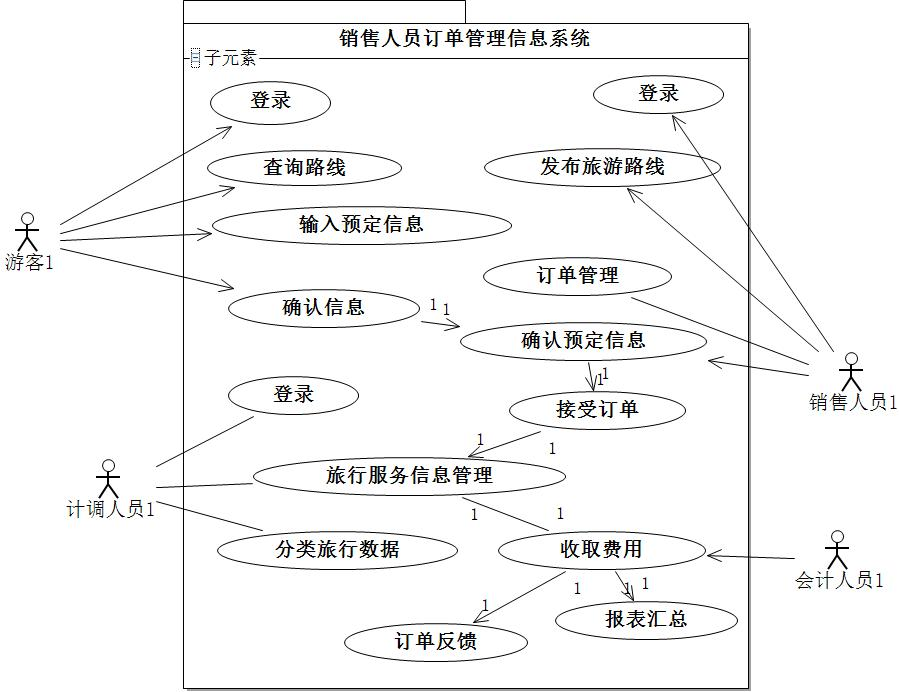 销售人员订单管理信息系统
子元素
登录
登录
查询路线
发布旅游路线
输入预定信息
游客1
订单管理
确认信息
1
1
确认预定信息
1
1
销售人员1
登录
接受订单
1
1
旅行服务信息管理
计调人员1
1
1
分类旅行数据
收取费用
会计人员1
1
1
1
1
报表汇总
订单反馈